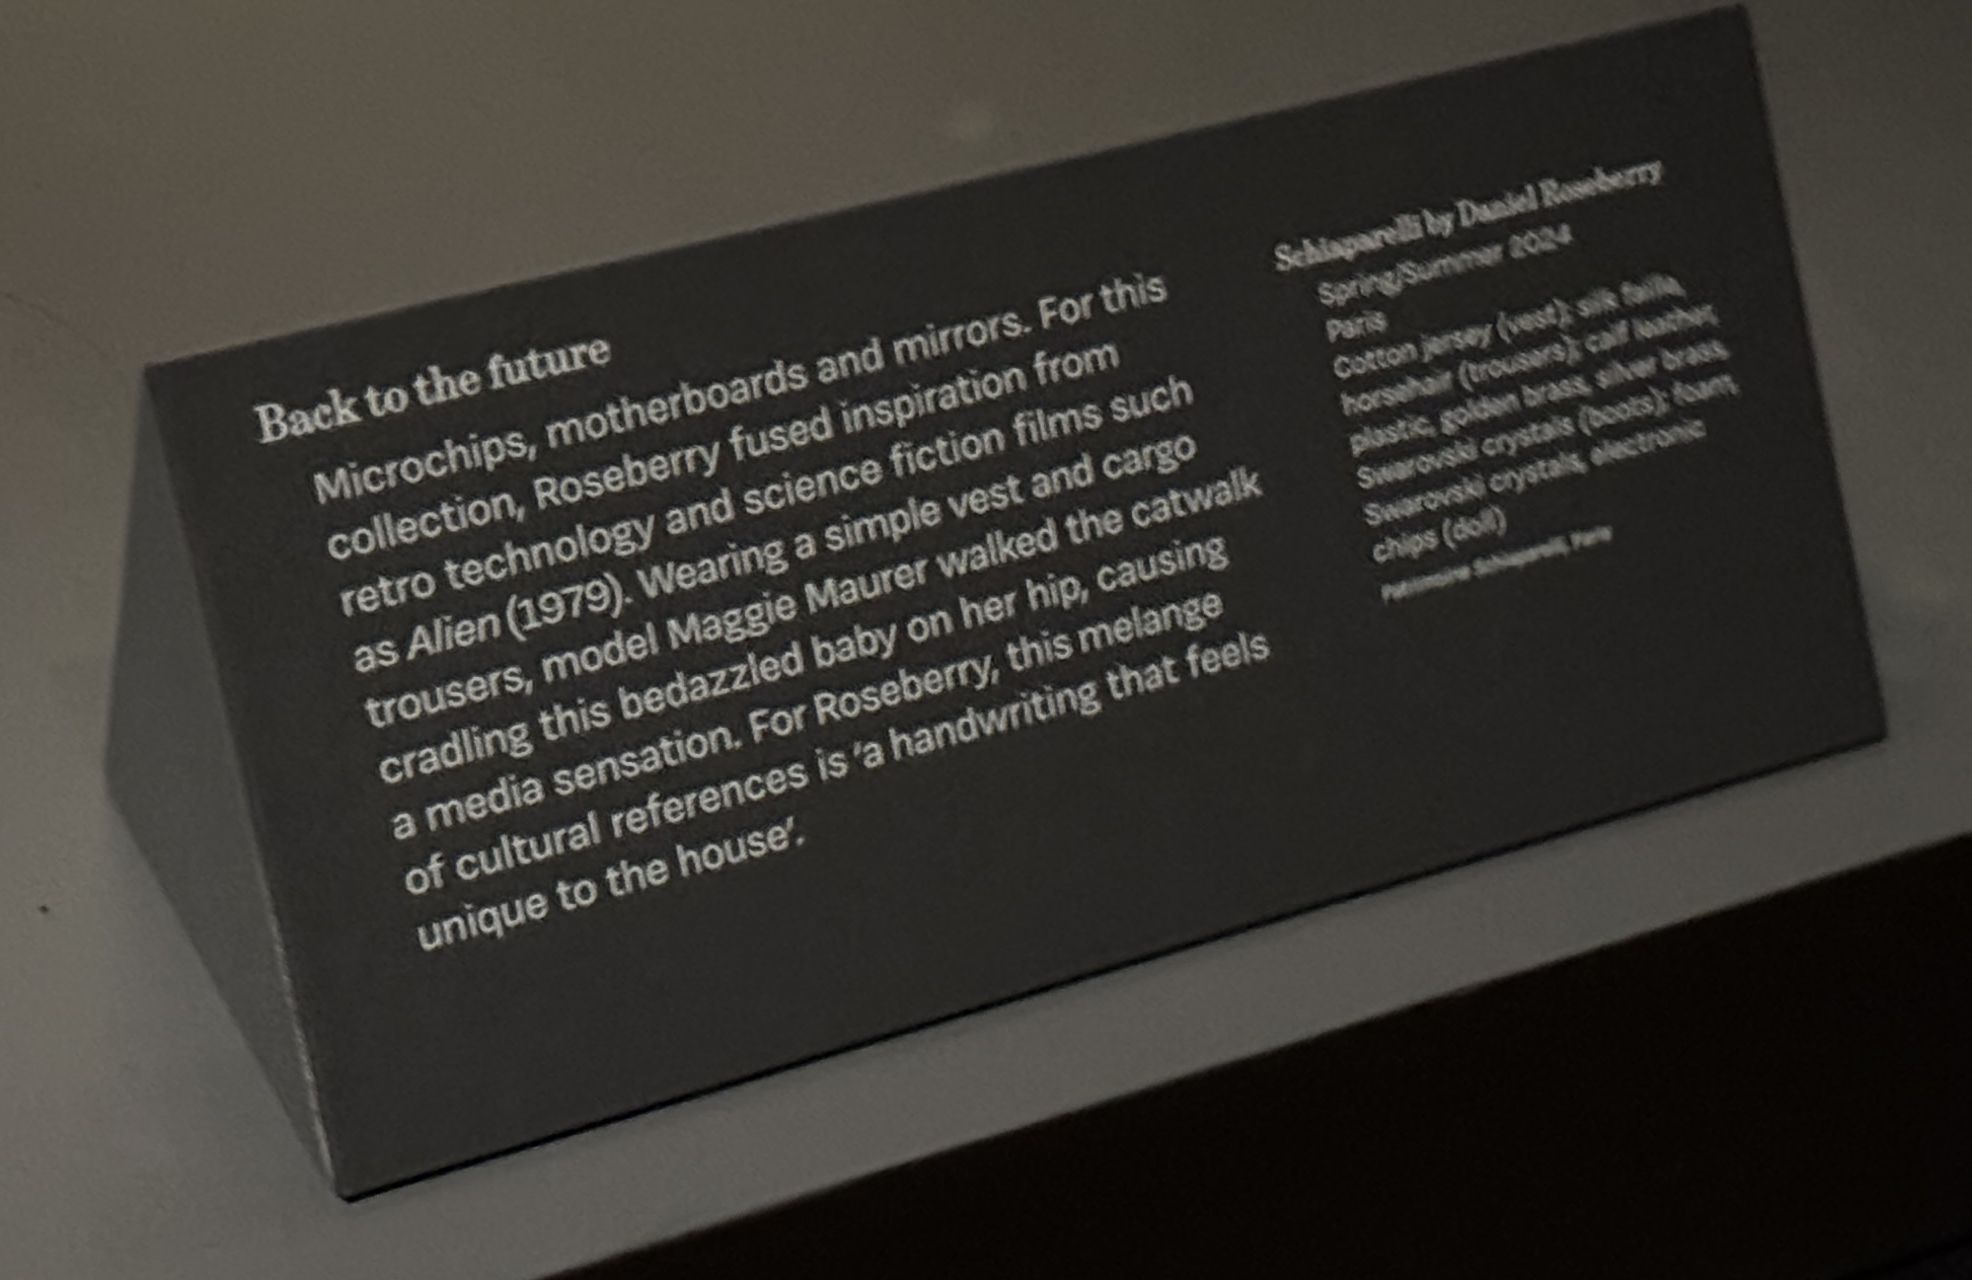 Back to the future
Microchips, motherboards and mirrors. For this
collection, Roseberry fused inspiration from
retro technology and science fiction films such
as Alien (1979). Wearing a simple vest and cargo
trousers, model Maggie Maurer walked the catwalk
cradling this bedazzled baby on her hip, causing
a media sensation. For Roseberry, this melange
of cultural references is ‘a handwriting that feels
unique to the house’.
Schiaparelli by Daniel Roseberry
Spring/Summer 2024
Paris
Cotton jersey (vest); silk faille,
horsehair (trousers); calf leather,
plastic, golden brass, silver brass,
Swarovski crystals (boots); foam,
Swarovski crystals, electronic
chips (doll)
Patrimoine Schiaparelli, Paris